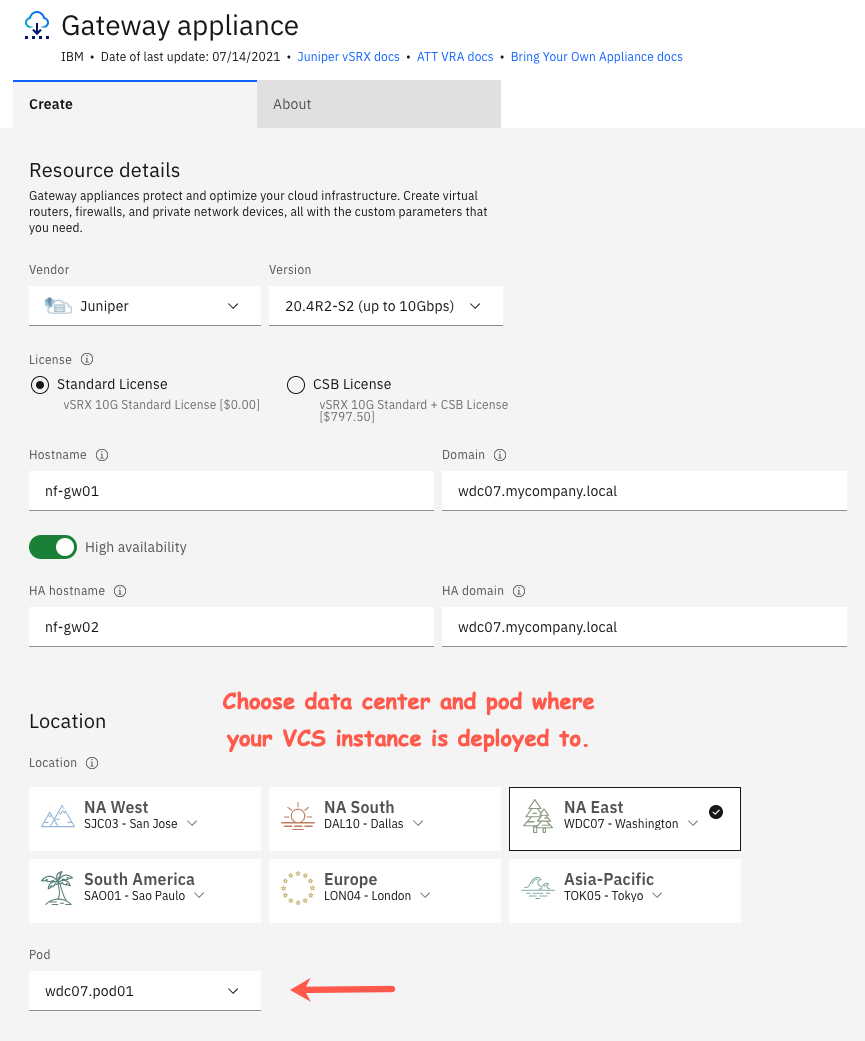 Gateway appliance
IBM • Date of last update: 07/14/2021 • Juniper vSRX docs • ATT VRA docs • Bring Your Own Appliance docs
Create About
Resource details
Gateway appliances protect and optimize your cloud infrastructure. Create virtual
routers, firewalls, and private network devices, all with the custom parameters that
you need.
Vendor Version
Juniper 20.4R2-S2 (up to 10Gbps)
License
Standard License CSB License
vSRX 10G Standard License [$0.00] vSRX 10G Standard + CSB License
[$797.50]
Hostname Domain
nf-gw01 wdc07.mycompany.local
High availability
HA hostname HA domain
nf-gw02 wdc07.mycompany.local
Choose data center and pod where
your VCS instance is deployed to.
Location
Location
NA West NA South NA East
SJC03 - San Jose DAL10 - Dallas WDC07 - Washington
South America Europe Asia-Pacific
SAO01 - Sao Paulo LON04 - London TOK05 - Tokyo
Pod
wdc07.pod01